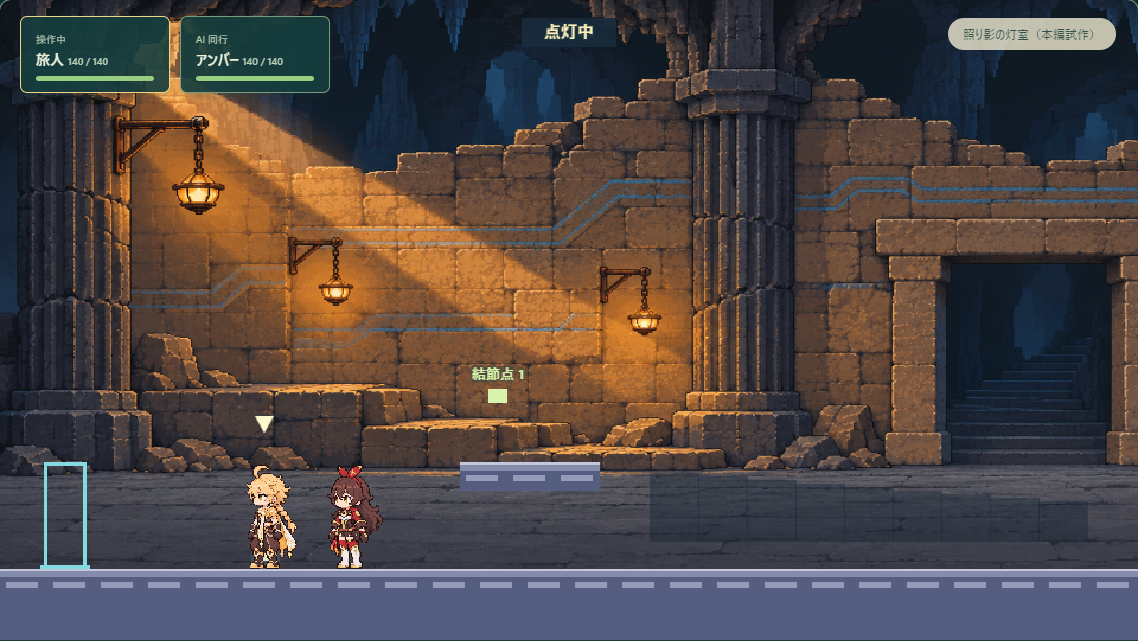 操作中
旅人 140 / 140
AI 同行
アンバー 140 / 140
点灯中
照り影の灯室（本編試作）
結節点 1